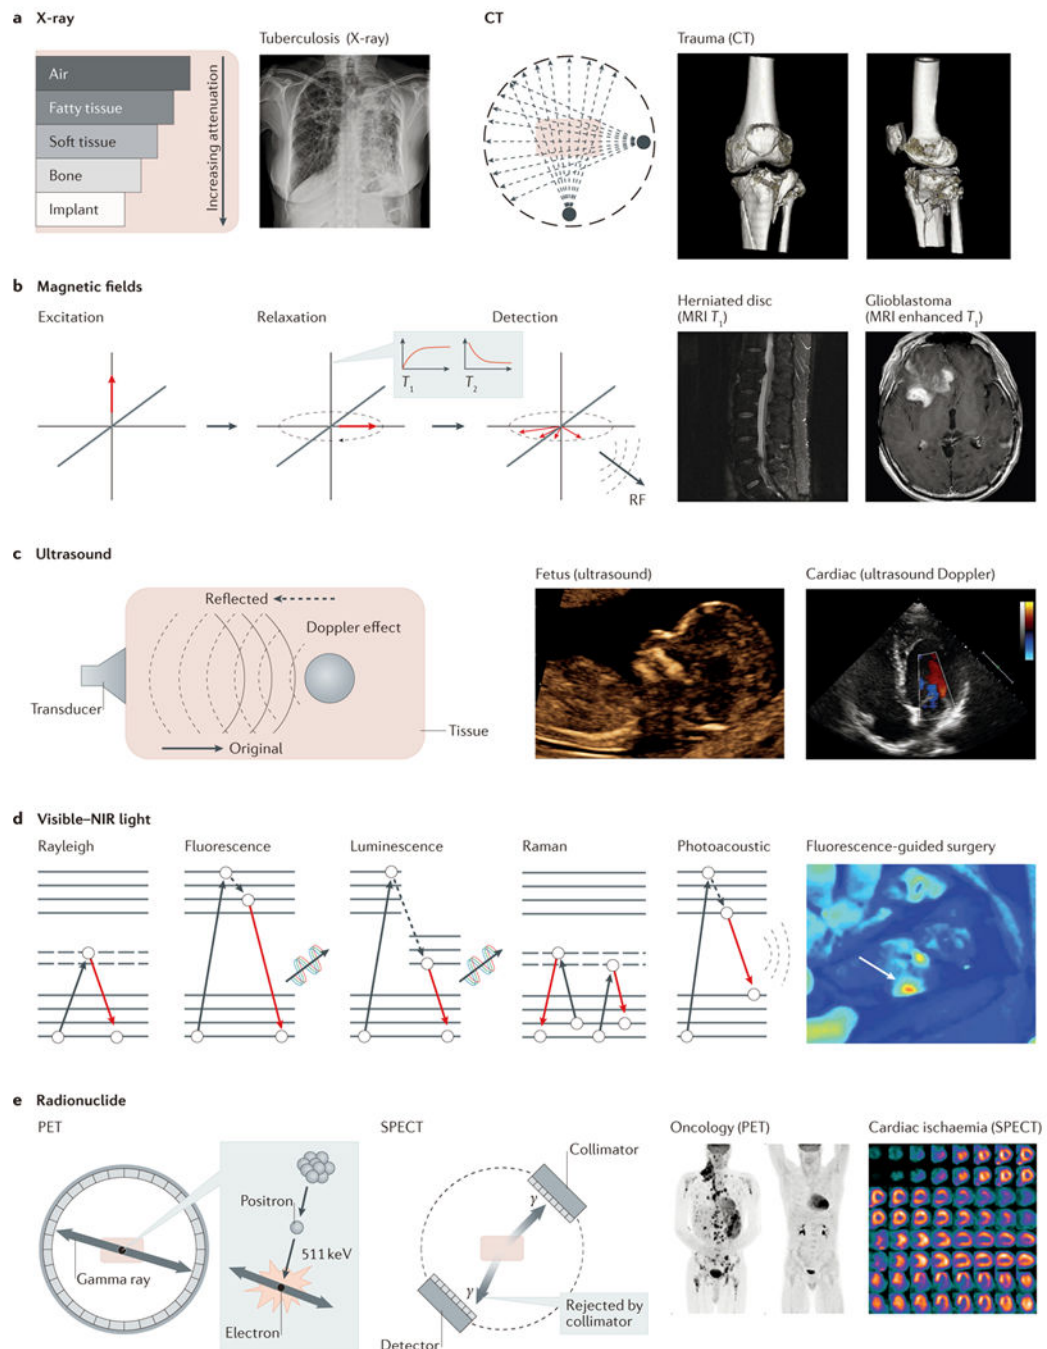 a X-ray
CT
Tuberculosis (X-ray)
Trauma (CT)
Air
Fatty tissue
Soft tissue
Bone
Implant
Increasing attenuation
b Magnetic fields
Excitation
Relaxation
Detection
T1
T2
RF
Herniated disc
(MRI T1)
Glioblastoma
(MRI enhanced T1)
c Ultrasound
Reflected
Doppler effect
Transducer
Original
Tissue
Fetus (ultrasound)
Cardiac (ultrasound Doppler)
d Visible–NIR light
Rayleigh
Fluorescence
Luminescence
Raman
Photoacoustic
Fluorescence-guided surgery
e Radionuclide
PET
Gamma ray
Positron
511 keV
Electron
SPECT
Collimator
γ
γ
Rejected by
collimator
Detector
Oncology (PET)
Cardiac ischaemia (SPECT)